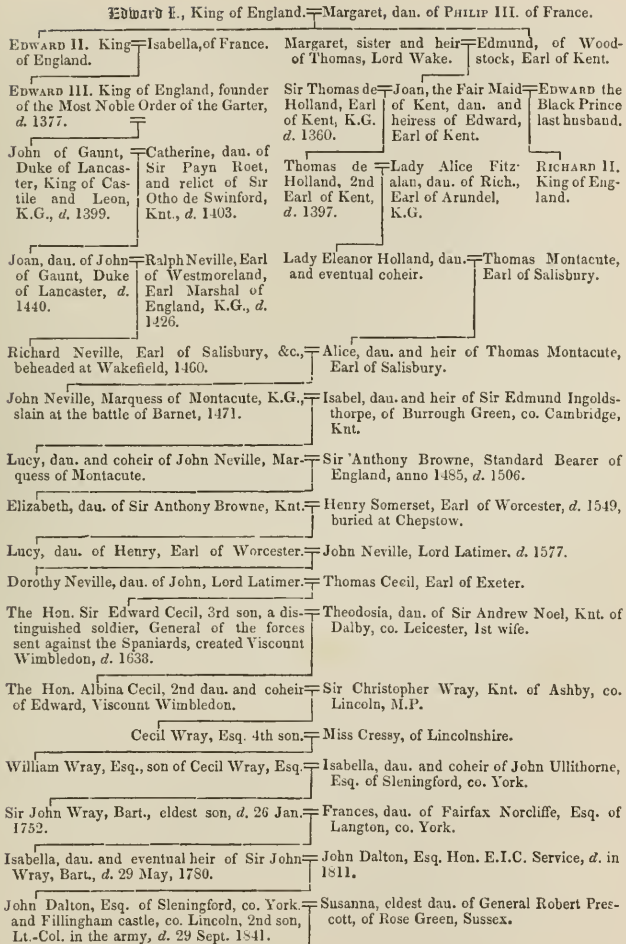 Edward I., King of England.=Margaret, dau. of PHILIP III. of France.
EDWARD II. King
of England.
Isabella, of France.
Margaret, sister and heir
of Thomas, Lord Wake.
Edmund, of Wood-
stock, Earl of Kent.
EDWARD III. King of England, founder
of the Most Noble Order of the Garter,
d. 1377.
Sir Thomas de
Holland, Earl
of Kent, K.G.
d. 1360.
Joan, the Fair Maid
of Kent, dau. and
heiress of Edward,
Earl of Kent.
EDWARD the
Black Prince
last husband.
John of Gaunt,
Duke of Lancas-
ter, King of Cas-
tile and Leon,
K.G., d. 1399.
Catherine, dau. of
Sir Payn Roet,
and relict of Sir
Otho de Swinford,
Knt., d. 1403.
Thomas de
Holland, 2nd
Earl of Kent,
d. 1397.
Lady Alice Fitz-
alan, dau. of Rich.,
Earl of Arundel,
K.G.
RICHARD II.
King of Eng-
land.
Joan, dau. of John
of Gaunt, Duke
of Lancaster, d.
1440.
Ralph Neville, Earl
of Westmoreland,
Earl Marshal of
England, K.G., d.
1426.
Lady Eleanor Holland, dau.
and eventual coheir.
Thomas Montacute,
Earl of Salisbury.
Richard Neville, Earl of Salisbury, &c.,
beheaded at Wakefield, 1460.
Alice, dau. and heir of Thomas Montacute,
Earl of Salisbury.
John Neville, Marquess of Montacute, K.G.,
slain at the battle of Barnet, 1471.
Isabel, dau. and heir of Sir Edmund Ingolds-
thorpe, of Burrough Green, co. Cambridge,
Knt.
Lucy, dau. and coheir of John Neville, Mar-
quess of Montacute.
Sir Anthony Browne, Standard Bearer of
England, anno 1485, d. 1506.
Elizabeth, dau. of Sir Anthony Browne, Knt.
Henry Somerset, Earl of Worcester, d. 1549,
buried at Chepstow.
Lucy, dau. of Henry, Earl of Worcester.
John Neville, Lord Latimer, d. 1577.
Dorothy Neville, dau. of John, Lord Latimer.
Thomas Cecil, Earl of Exeter.
The Hon. Sir Edward Cecil, 3rd son, a dis-
tinguished soldier, General of the forces
sent against the Spaniards, created Viscount
Wimbledon, d. 1638.
Theodosia, dau. of Sir Andrew Noel, Knt. of
Dalby, co. Leicester, 1st wife.
The Hon. Albina Cecil, 2nd dau. and coheir
of Edward, Viscount Wimbledon.
Sir Christopher Wray, Knt. of Ashby, co.
Lincoln, M.P.
Cecil Wray, Esq. 4th son.
Miss Cressy, of Lincolnshire.
William Wray, Esq., son of Cecil Wray, Esq.
Isabella, dau. and coheir of John Ullithorne,
Esq. of Sleningford, co. York.
Sir John Wray, Bart., eldest son, d. 26 Jan.
1752.
Frances, dau. of Fairfax Norcliffe, Esq. of
Langton, co. York.
Isabella, dau. and eventual heir of Sir John
Wray, Bart., d. 29 May, 1780.
John Dalton, Esq. Hon. E.I.C. Service, d. in
1811.
John Dalton, Esq. of Sleningford, co. York.
and Fillingham castle, co. Lincoln, 2nd son,
Lt.-Col. in the army, d. 29 Sept. 1841.
Susanna, eldest dau. of General Robert Pres-
cott, of Rose Green, Sussex.